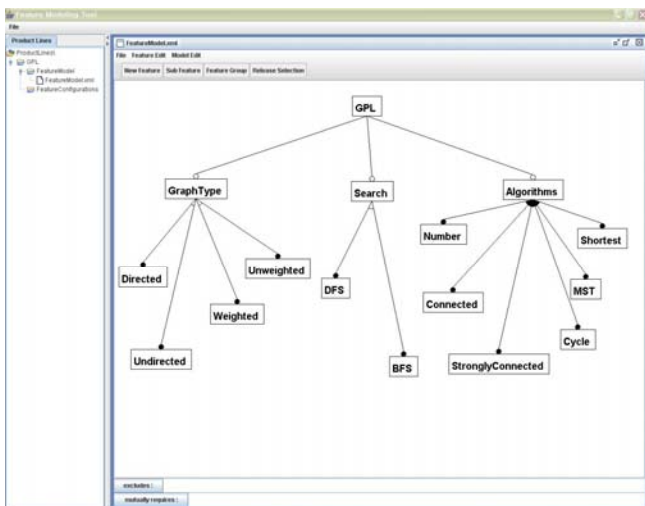 Feature Modeling Tool
File
Product Lines
ProductLines\
GPL
FeatureModel
FeatureModel.xml
FeatureConfigurations
FeatureModel.xml
File Feature Edit Model Edit
New Feature Sub Feature Feature Group Release Selection
GPL
GraphType
Search
Algorithms
Number
Shortest
Directed
Unweighted
DFS
Connected
MST
Weighted
Cycle
Undirected
BFS
StronglyConnected
excludes :
mutually requires :